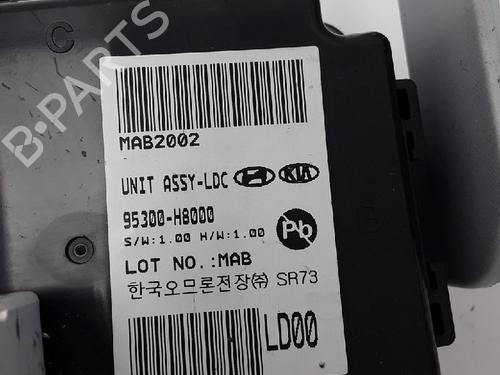 B-PARTS
C
MAB2002
UNIT ASSY-LDC KIA
95300-H8000
S/W:1.00 H/W:1.00
Pb
LOT NO.:MAB
한국오므론전장㈜ SR73
LD00
B